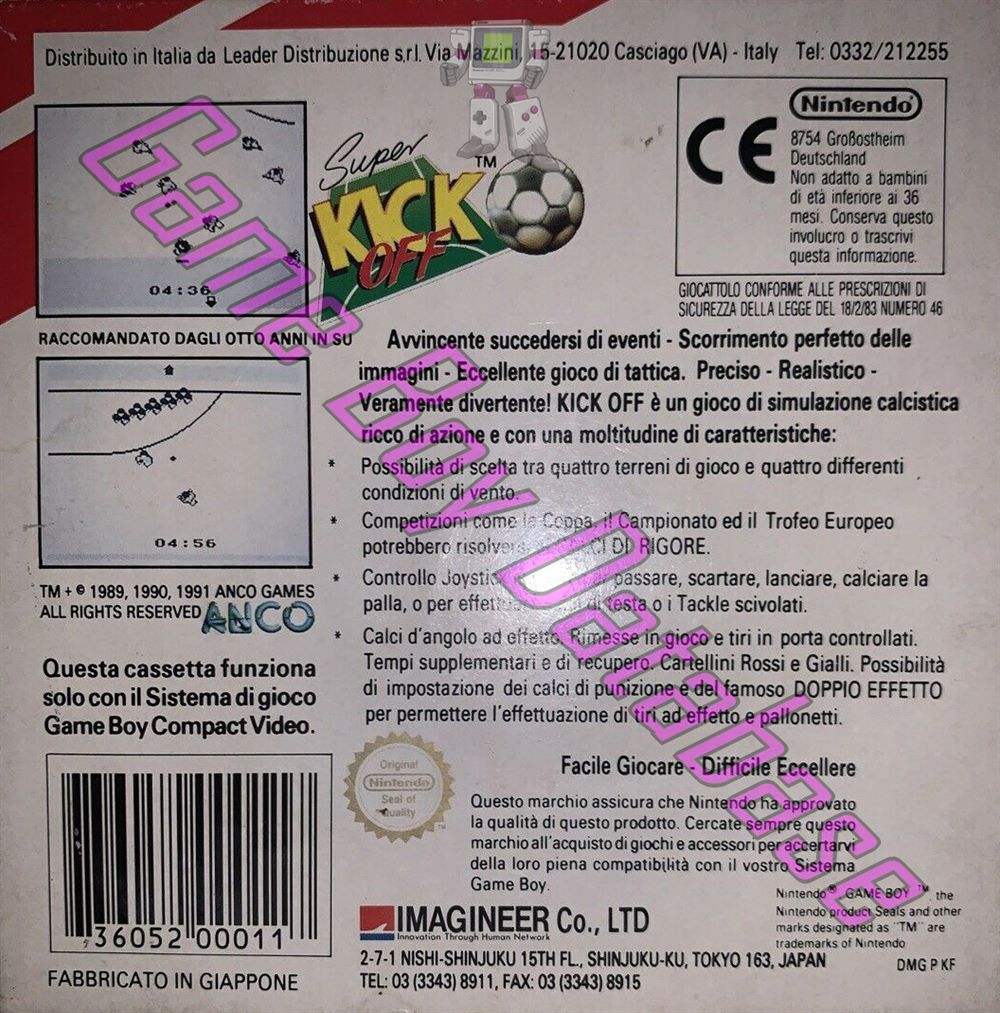 Distribuito in Italia da Leader Distribuzione s.r.l. Via Mazzini, 15-21020 Casciago (VA) - Italy Tel: 0332/212255
Nintendo®
CE
8754 Großostheim
Deutschland
Non adatto a bambini
di età inferiore ai 36
mesi. Conserva questo
involucro o trascrivi
questa informazione.
GIOCATTOLO CONFORME ALLE PRESCRIZIONI DI
SICUREZZA DELLA LEGGE DEL 18/2/83 NUMERO 46
Super
KICK
OFF
TM
04:36
RACCOMANDATO DAGLI OTTO ANNI IN SU
04:56
TM + © 1989, 1990, 1991 ANCO GAMES
ALL RIGHTS RESERVED ANCO
Questa cassetta funziona
solo con il Sistema di gioco
Game Boy Compact Video.
Avvincente succedersi di eventi - Scorrimento perfetto delle
immagini - Eccellente gioco di tattica. Preciso - Realistico -
Veramente divertente! KICK OFF è un gioco di simulazione calcistica
ricco di azione e con una moltitudine di caratteristiche:
* Possibilità di scelta tra quattro terreni di gioco e quattro differenti
condizioni di vento.
* Competizioni come la Coppa, il Campionato ed il Trofeo Europeo
potrebbero DI RIGORE.
* Controllo passare, scartare, lanciare, calciare la
palla, o per di testa o i Tackle scivolati.
* Calci d'angolo ad effetto. Rimesse in gioco e tiri in porta controllati.
Tempi supplementari e di recupero. Cartellini Rossi e Gialli. Possibilità
di impostazione dei calci di punizione e del famoso DOPPIO EFFETTO
per permettere l'effettuazione di tiri ad effetto e pallonetti.
Facile Giocare - Difficile Eccellere
Original
Nintendo
Seal of
Quality
TM
Questo marchio assicura che Nintendo ha approvato
la qualità di questo prodotto. Cercate sempre questo
marchio all'acquisto di giochi e accessori per accertarvi
della loro piena compatibilità con il vostro Sistema
Game Boy.
Nintendo®, GAME BOY™, the
Nintendo product Seals and other
marks designated as "TM" are
trademarks of Nintendo
IMAGINEER Co., LTD
Innovation Through Human Network
2-7-1 NISHI-SHINJUKU 15TH FL., SHINJUKU-KU, TOKYO 163, JAPAN
TEL: 03 (3343) 8911, FAX: 03 (3343) 8915
DMG P KF
36052 00011
FABBRICATO IN GIAPPONE
Game Boy Database